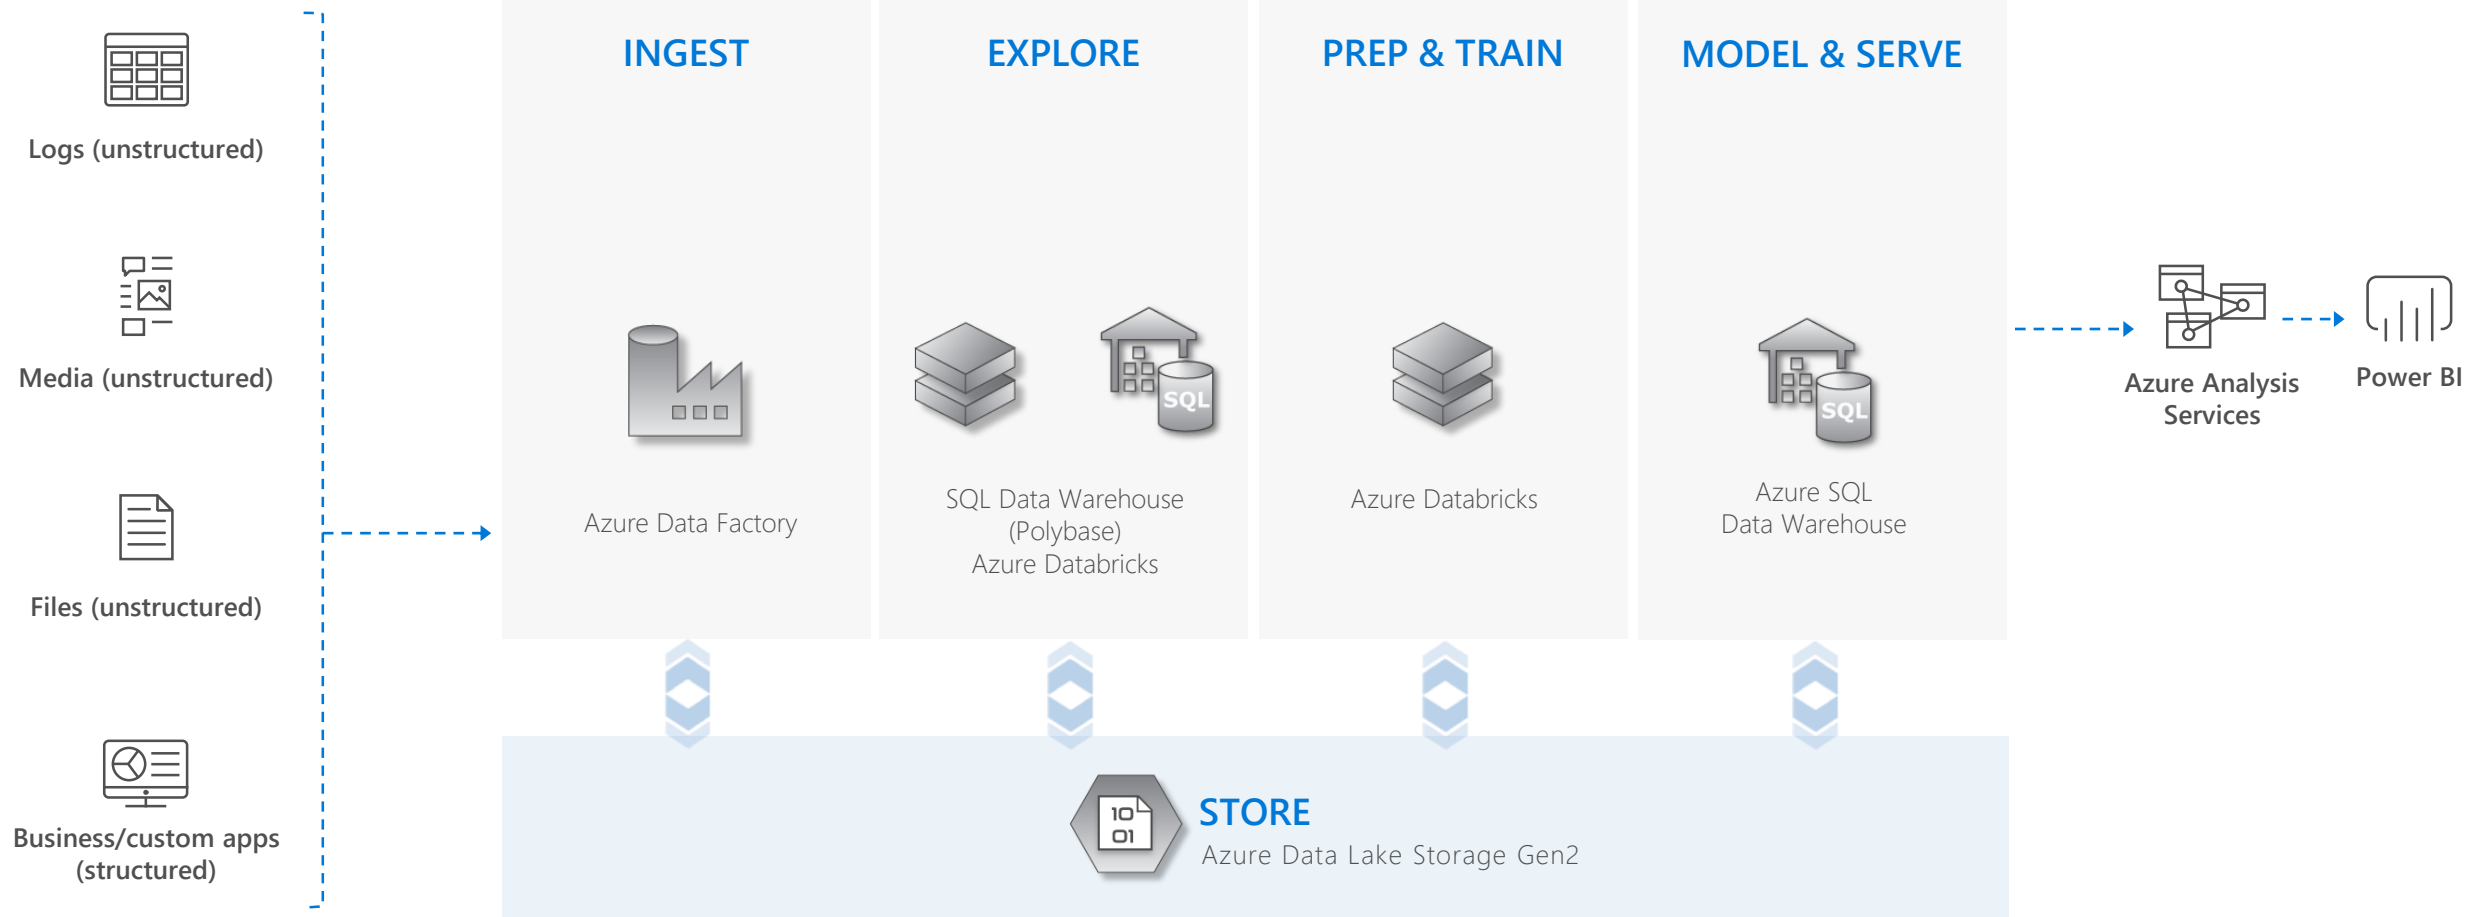 Logs (unstructured)
Media (unstructured)
Files (unstructured)
Business/custom apps
(structured)
INGEST
Azure Data Factory
EXPLORE
SQL
SQL Data Warehouse
(Polybase)
Azure Databricks
PREP & TRAIN
Azure Databricks
MODEL & SERVE
SQL
Azure SQL
Data Warehouse
10
01
STORE
Azure Data Lake Storage Gen2
Azure Analysis
Services
Power BI